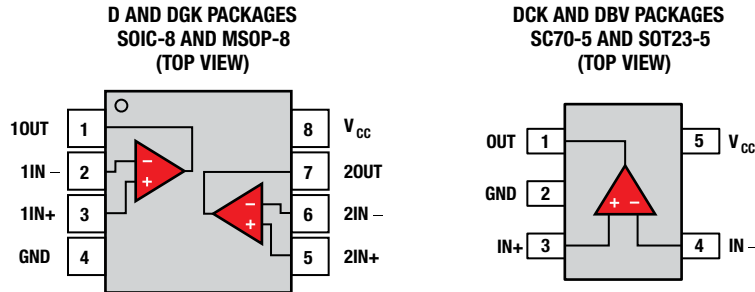 D AND DGK PACKAGES
SOIC-8 AND MSOP-8
(TOP VIEW)
1OUT 1 8 VCC
1IN – 2 – + 7 2OUT
1IN+ 3 – + 6 2IN –
GND 4 5 2IN+
DCK AND DBV PACKAGES
SC70-5 AND SOT23-5
(TOP VIEW)
OUT 1 5 VCC
GND 2
+ –
IN+ 3 4 IN –